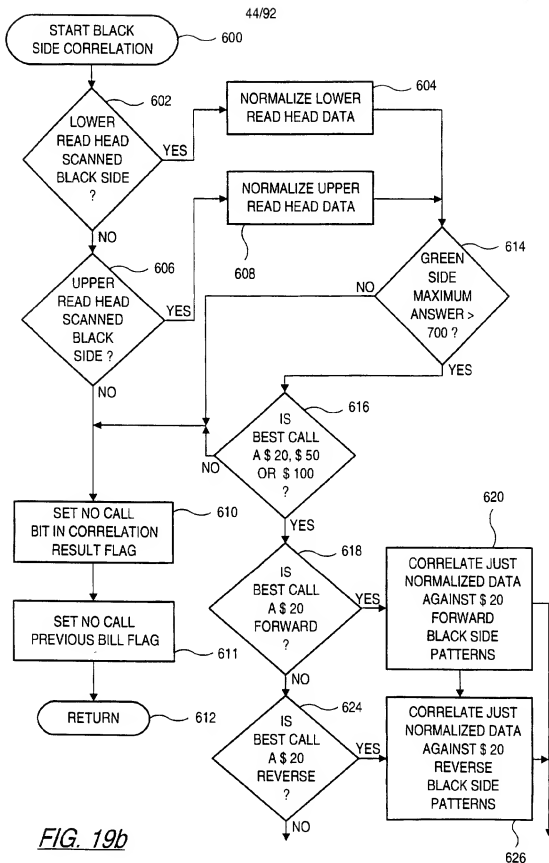 44/92
START BLACK
SIDE CORRELATION
600
602
LOWER
READ HEAD
SCANNED
BLACK SIDE
?
YES
NO
604
NORMALIZE LOWER
READ HEAD DATA
606
UPPER
READ HEAD
SCANNED
BLACK
SIDE ?
YES
NO
NORMALIZE UPPER
READ HEAD DATA
608
614
GREEN
SIDE
MAXIMUM
ANSWER >
700 ?
NO
YES
616
IS
BEST CALL
A $ 20, $ 50
OR $ 100
?
NO
YES
SET NO CALL
BIT IN CORRELATION
RESULT FLAG
610
SET NO CALL
PREVIOUS BILL FLAG
611
RETURN
612
618
IS
BEST CALL
A $ 20
FORWARD
?
YES
NO
620
CORRELATE JUST
NORMALIZED DATA
AGAINST $ 20
FORWARD
BLACK SIDE
PATTERNS
624
IS
BEST CALL
A $ 20
REVERSE
?
YES
NO
CORRELATE JUST
NORMALIZED DATA
AGAINST $ 20
REVERSE
BLACK SIDE
PATTERNS
626
FIG. 19b